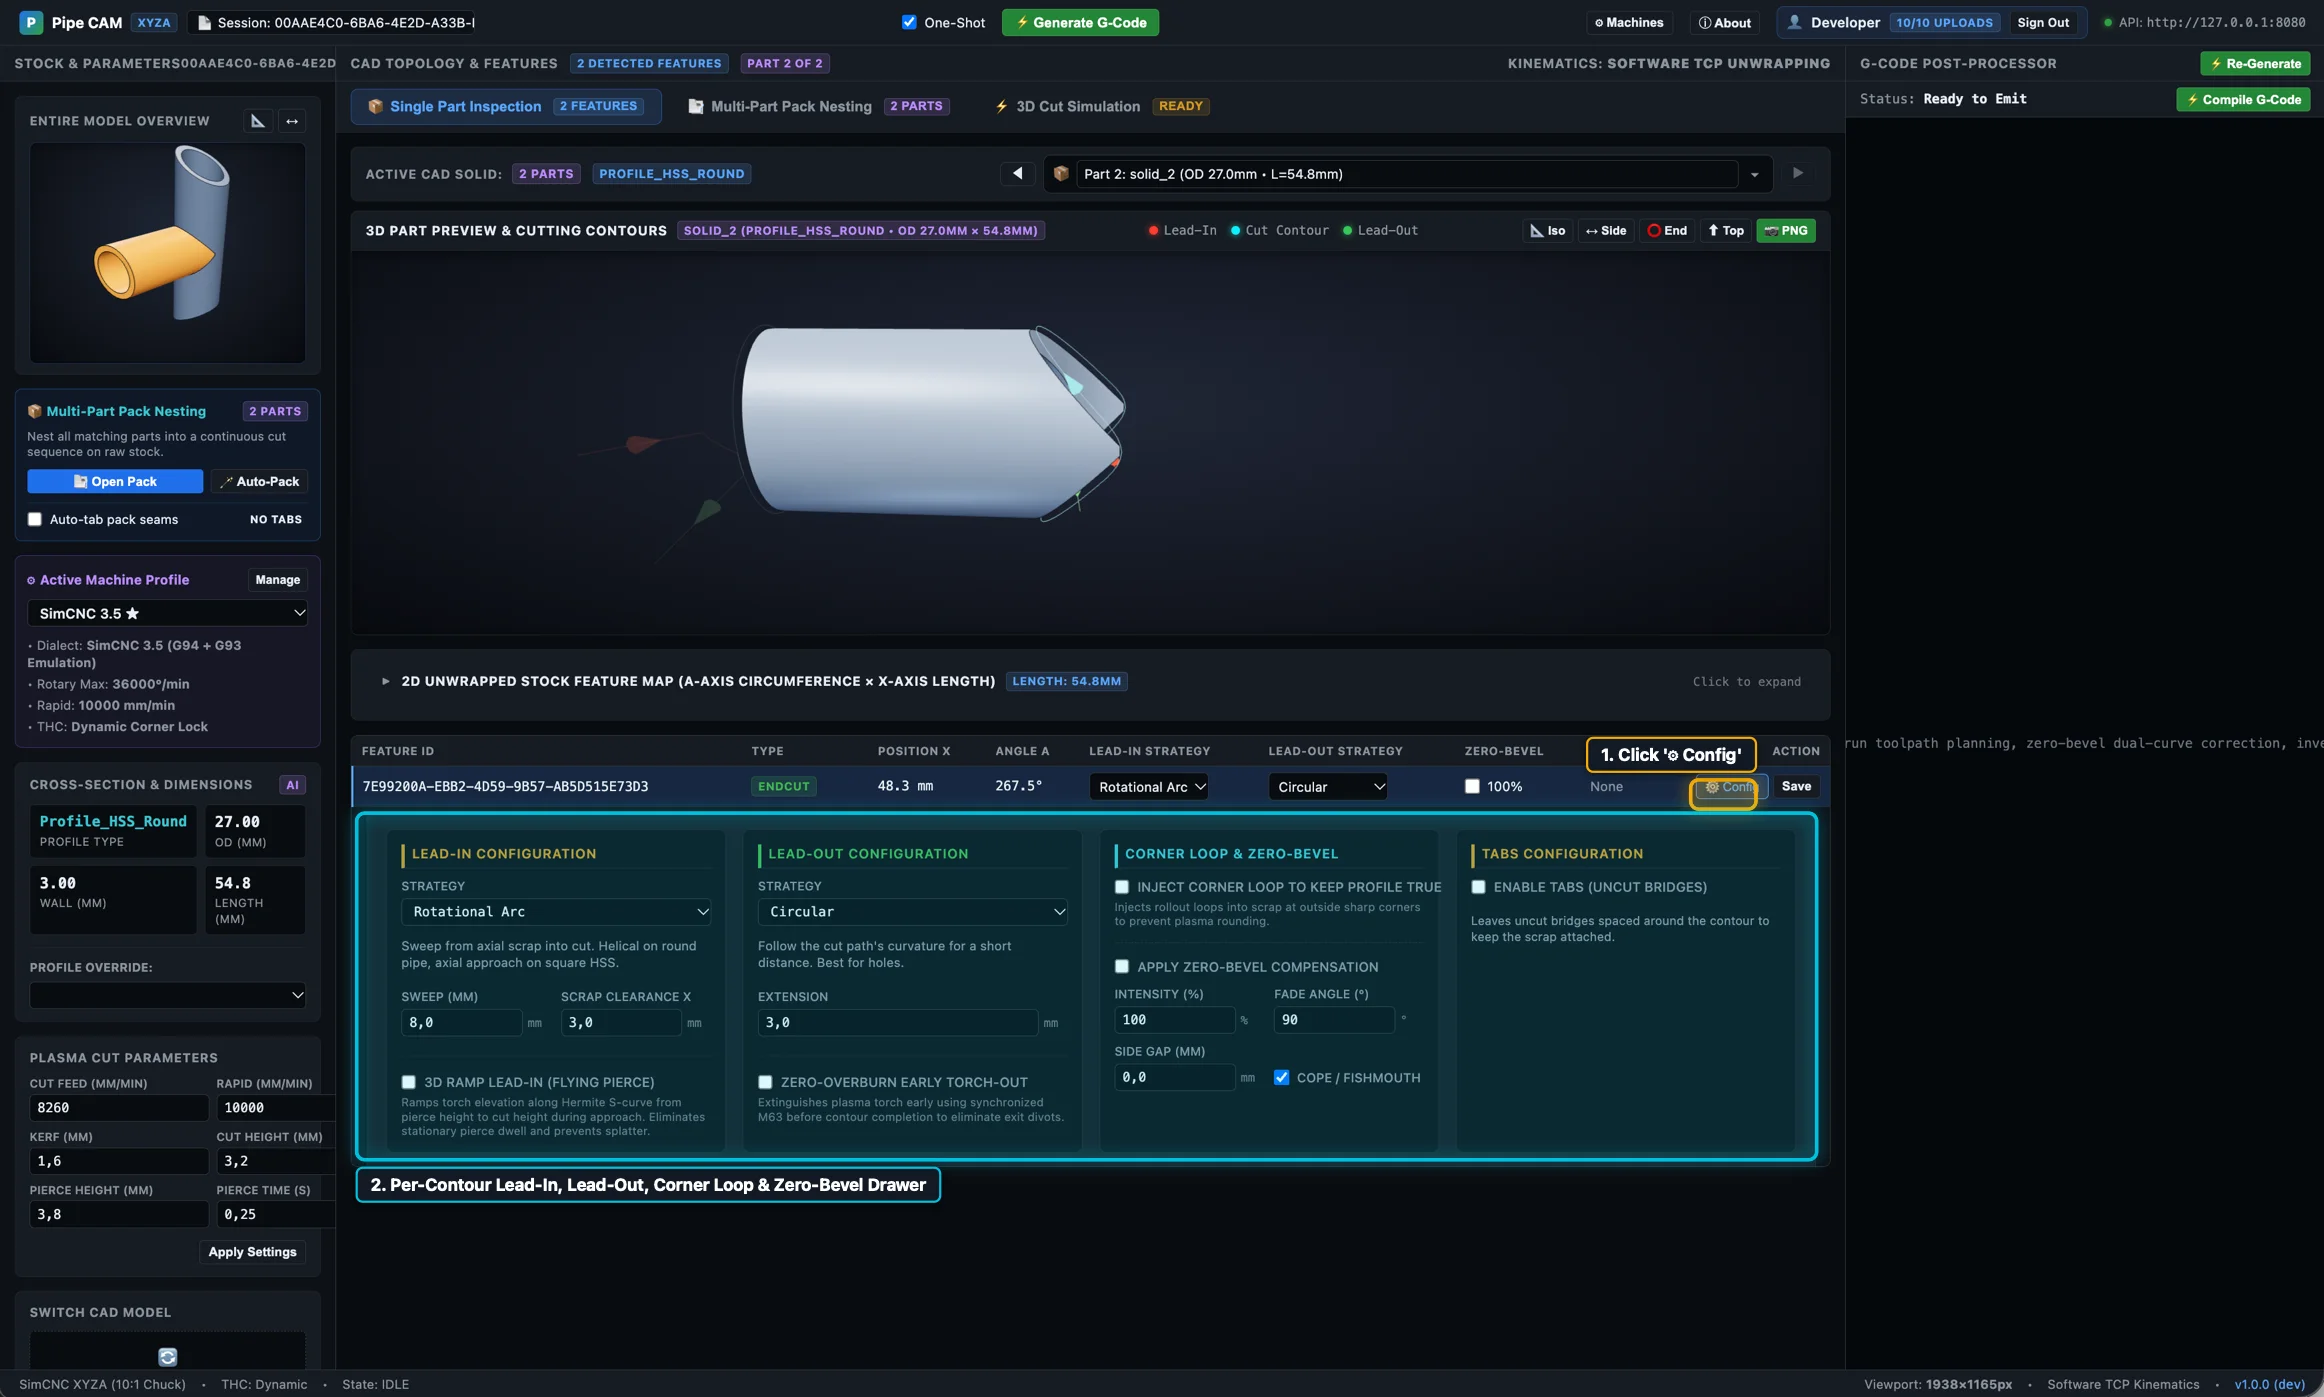 P Pipe CAM XYZA Session: 00AAE4C0-6BA6-4E2D-A33B-
One-Shot Generate G-Code
Machines About Developer 10/10 UPLOADS Sign Out API: http://127.0.0.1:8080
STOCK & PARAMETERS00AAE4C0-6BA6-4E2D
CAD TOPOLOGY & FEATURES 2 DETECTED FEATURES PART 2 OF 2
KINEMATICS: SOFTWARE TCP UNWRAPPING
G-CODE POST-PROCESSOR Re-Generate
Status: Ready to Emit Compile G-Code
Single Part Inspection 2 FEATURES Multi-Part Pack Nesting 2 PARTS 3D Cut Simulation READY
ENTIRE MODEL OVERVIEW
ACTIVE CAD SOLID: 2 PARTS PROFILE_HSS_ROUND
Part 2: solid_2 (OD 27.0mm • L=54.8mm)
3D PART PREVIEW & CUTTING CONTOURS SOLID_2 (PROFILE_HSS_ROUND • OD 27.0MM × 54.8MM)
Lead-In Cut Contour Lead-Out
Iso Side End Top PNG
Multi-Part Pack Nesting 2 PARTS
Nest all matching parts into a continuous cut
sequence on raw stock.
Open Pack Auto-Pack
Auto-tab pack seams NO TABS
Active Machine Profile Manage
SimCNC 3.5 ★
• Dialect: SimCNC 3.5 (G94 + G93
Emulation)
• Rotary Max: 36000°/min
• Rapid: 10000 mm/min
• THC: Dynamic Corner Lock
CROSS-SECTION & DIMENSIONS AI
Profile_HSS_Round
PROFILE TYPE
27.00
OD (MM)
3.00
WALL (MM)
54.8
LENGTH
(MM)
PROFILE OVERRIDE:
PLASMA CUT PARAMETERS
CUT FEED (MM/MIN) RAPID (MM/MIN)
8260 10000
KERF (MM) CUT HEIGHT (MM)
1,6 3,2
PIERCE HEIGHT (MM) PIERCE TIME (S)
3,8 0,25
Apply Settings
SWITCH CAD MODEL
2D UNWRAPPED STOCK FEATURE MAP (A-AXIS CIRCUMFERENCE × X-AXIS LENGTH) LENGTH: 54.8MM Click to expand
FEATURE ID TYPE POSITION X ANGLE A LEAD-IN STRATEGY LEAD-OUT STRATEGY ZERO-BEVEL ACTION
1. Click '⚙ Config'
7E99200A-EBB2-4D59-9B57-AB5D515E73D3 ENDCUT 48.3 mm 267.5° Rotational Arc Circular 100% None Config Save
run toolpath planning, zero-bevel dual-curve correction, inve
LEAD-IN CONFIGURATION
STRATEGY
Rotational Arc
Sweep from axial scrap into cut. Helical on round
pipe, axial approach on square HSS.
SWEEP (MM) SCRAP CLEARANCE X
8,0 mm 3,0 mm
3D RAMP LEAD-IN (FLYING PIERCE)
Ramps torch elevation along Hermite S-curve from
pierce height to cut height during approach. Eliminates
stationary pierce dwell and prevents splatter.
LEAD-OUT CONFIGURATION
STRATEGY
Circular
Follow the cut path's curvature for a short
distance. Best for holes.
EXTENSION
3,0 mm
ZERO-OVERBURN EARLY TORCH-OUT
Extinguishes plasma torch early using synchronized
M63 before contour completion to eliminate exit divots.
CORNER LOOP & ZERO-BEVEL
INJECT CORNER LOOP TO KEEP PROFILE TRUE
Injects rollout loops into scrap at outside sharp corners
to prevent plasma rounding.
APPLY ZERO-BEVEL COMPENSATION
INTENSITY (%) FADE ANGLE (°)
100 % 90 °
SIDE GAP (MM)
0,0 mm COPE / FISHMOUTH
TABS CONFIGURATION
ENABLE TABS (UNCUT BRIDGES)
Leaves uncut bridges spaced around the contour to
keep the scrap attached.
2. Per-Contour Lead-In, Lead-Out, Corner Loop & Zero-Bevel Drawer
SimCNC XYZA (10:1 Chuck) • THC: Dynamic • State: IDLE
Viewport: 1938×1165px • Software TCP Kinematics • v1.0.0 (dev)